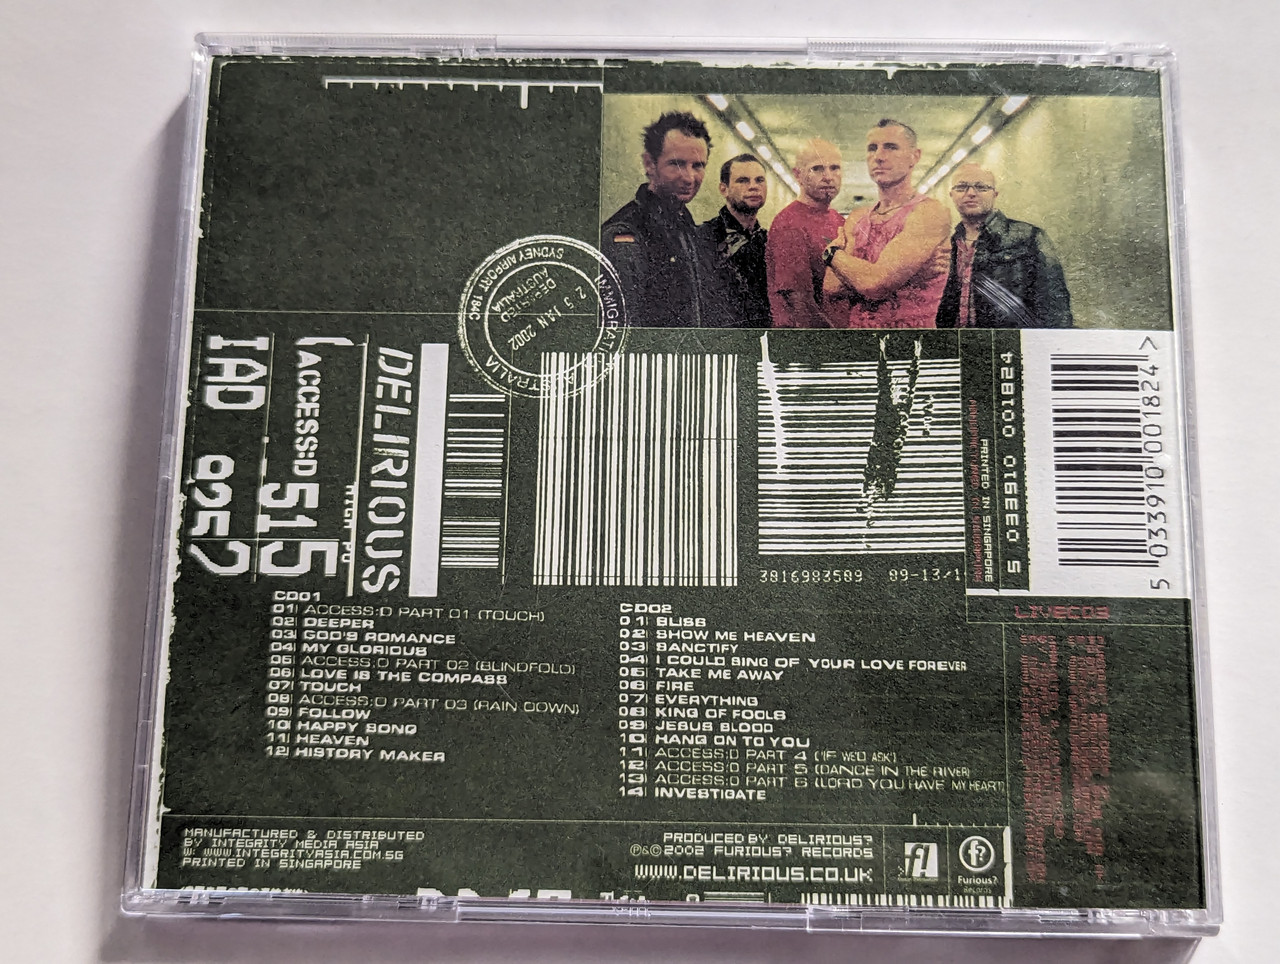 SYDNEY AIRPORT 184C
DEPARTED
AUSTRALIA
25 JAN 2002
IMMIGRATION AUSTRALIA
DELIRIOUS
(ACCESS:D
515
IAD
PRINTED IN SINGAPORE
3816983589 89-13/1
5 033910 001824 >
LIVECD3
CD01
01| ACCESS:D PART 01 (TOUCH)
02| DEEPER
03| GOD'S ROMANCE
04| MY GLORIOUS
05| ACCESS:D PART 02 (BLINDFOLD)
06| LOVE IS THE COMPASS
07| TOUCH
08| ACCESS:D PART 03 (RAIN DOWN)
09| FOLLOW
10| HAPPY SONG
11| HEAVEN
12| HISTORY MAKER
CD02
01| BLISS
02| SHOW ME HEAVEN
03| SANCTIFY
04| I COULD SING OF YOUR LOVE FOREVER
05| TAKE ME AWAY
06| FIRE
07| EVERYTHING
08| KING OF FOOLS
09| JESUS BLOOD
10| HANG ON TO YOU
11| ACCESS:D PART 4 ('IF WE'D ASK')
12| ACCESS:D PART 5 (DANCE IN THE RIVER)
13| ACCESS:D PART 6 (LORD YOU HAVE MY HEART)
14| INVESTIGATE
MANUFACTURED & DISTRIBUTED
BY INTEGRITY MEDIA ASIA
W: WWW.INTEGRITYASIA.COM.SG
PRINTED IN SINGAPORE
PRODUCED BY DELIRIOUS?
℗&© 2002 FURIOUS? RECORDS
WWW.DELIRIOUS.CO.UK
fd
f?
Furious?
Records